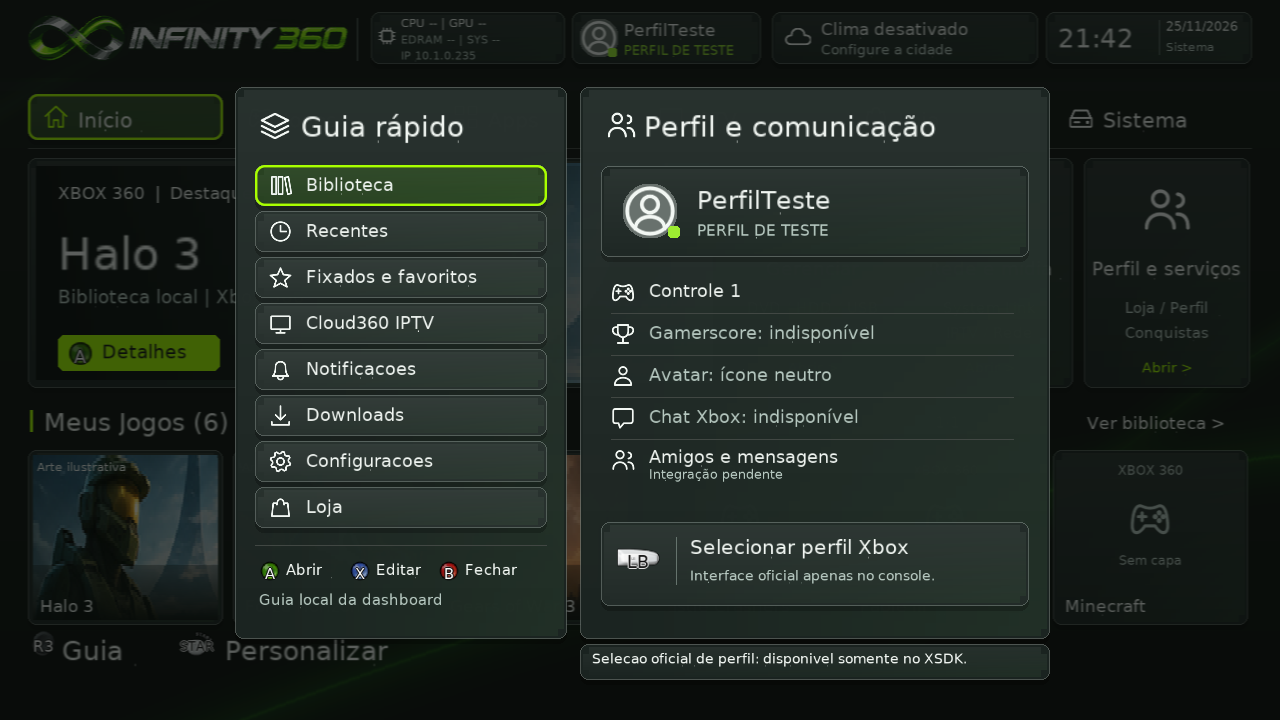 INFINITY360
CPU -- | GPU --
EDRAM -- | SYS --
IP 10.1.0.235
PerfilTeste
PERFIL DE TESTE
Clima desativado
Configure a cidade
21:42
25/11/2026
Sistema
Início
Sistema
Guia rápido
Biblioteca
Recentes
Fixados e favoritos
Cloud360 IPTV
Notificacoes
Downloads
Configuracoes
Loja
A Abrir
X Editar
B Fechar
Guia local da dashboard
Perfil e comunicação
PerfilTeste
PERFIL DE TESTE
Controle 1
Gamerscore: indisponível
Avatar: ícone neutro
Chat Xbox: indisponível
Amigos e mensagens
Integração pendente
LB
Selecionar perfil Xbox
Interface oficial apenas no console.
Selecao oficial de perfil: disponivel somente no XSDK.
XBOX 360 |
Halo 3
Biblioteca local |
A Detalhes
Perfil e serviços
Loja / Perfil
Conquistas
Abrir >
Meus Jogos (6)
Ver biblioteca >
Arte ilustrativa
Halo 3
3
XBOX 360
Sem capa
Minecraft
R3 Guia
STAR Personalizar